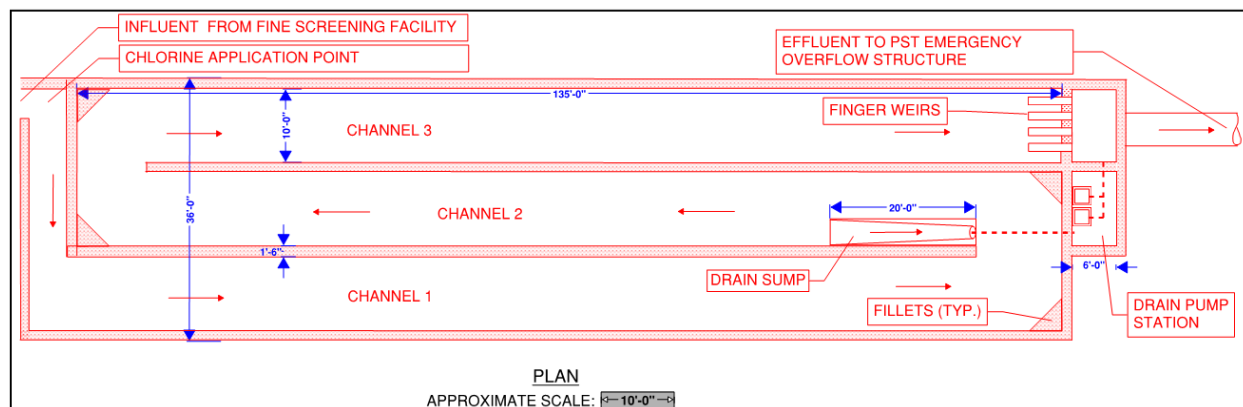 INFLUENT FROM FINE SCREENING FACILITY
CHLORINE APPLICATION POINT
EFFLUENT TO PST EMERGENCY
OVERFLOW STRUCTURE
135'-0"
FINGER WEIRS
CHANNEL 3
10'-0"
36'-0"
CHANNEL 2
20'-0"
1'-6"
6'-0"
DRAIN SUMP
CHANNEL 1
FILLETS (TYP.)
DRAIN PUMP
STATION
PLAN
APPROXIMATE SCALE: 10'-0"